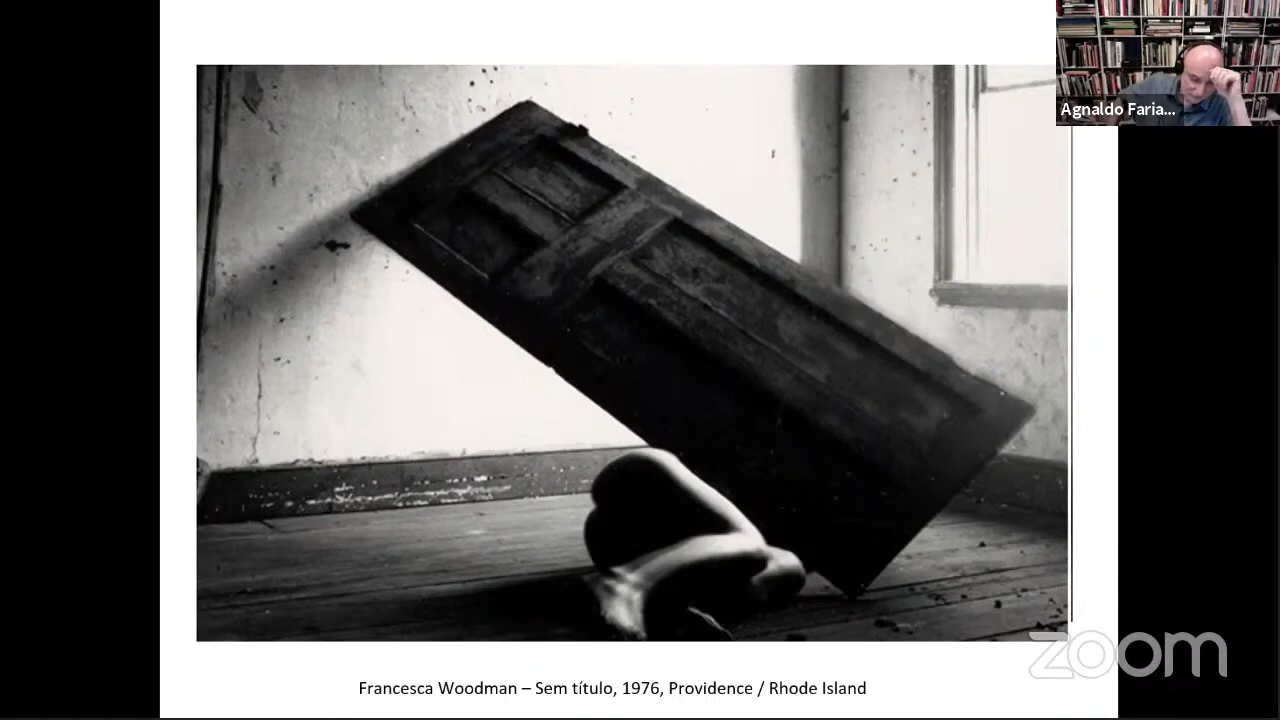 Agnaldo Faria...
zoom
Francesca Woodman – Sem título, 1976, Providence / Rhode Island